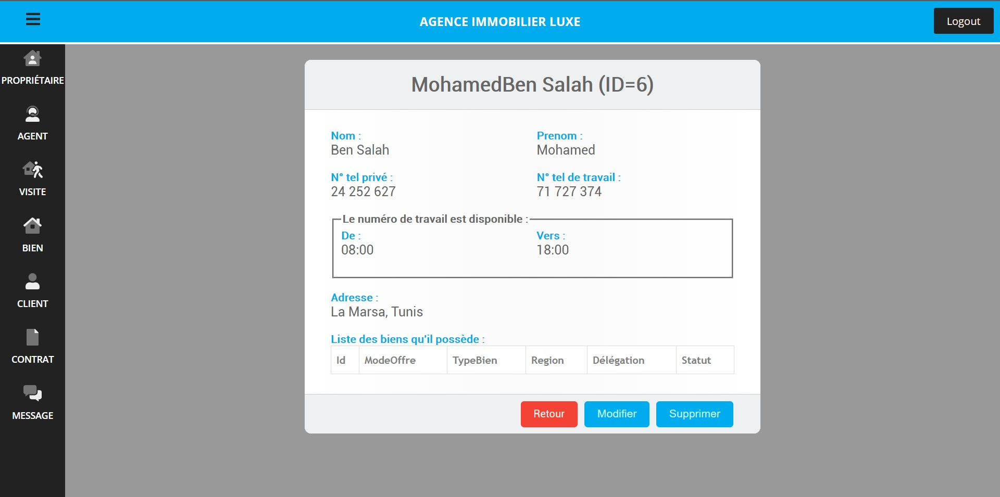 AGENCE IMMOBILIER LUXE
Logout
PROPRIÉTAIRE
AGENT
VISITE
BIEN
CLIENT
CONTRAT
MESSAGE
MohamedBen Salah (ID=6)
Nom : Prenom :
Ben Salah Mohamed
N° tel privé : N° tel de travail :
24 252 627 71 727 374
Le numéro de travail est disponible :
De : Vers :
08:00 18:00
Adresse :
La Marsa, Tunis
Liste des biens qu'il possède :
Id ModeOffre TypeBien Region Délégation Statut
Retour Modifier Supprimer